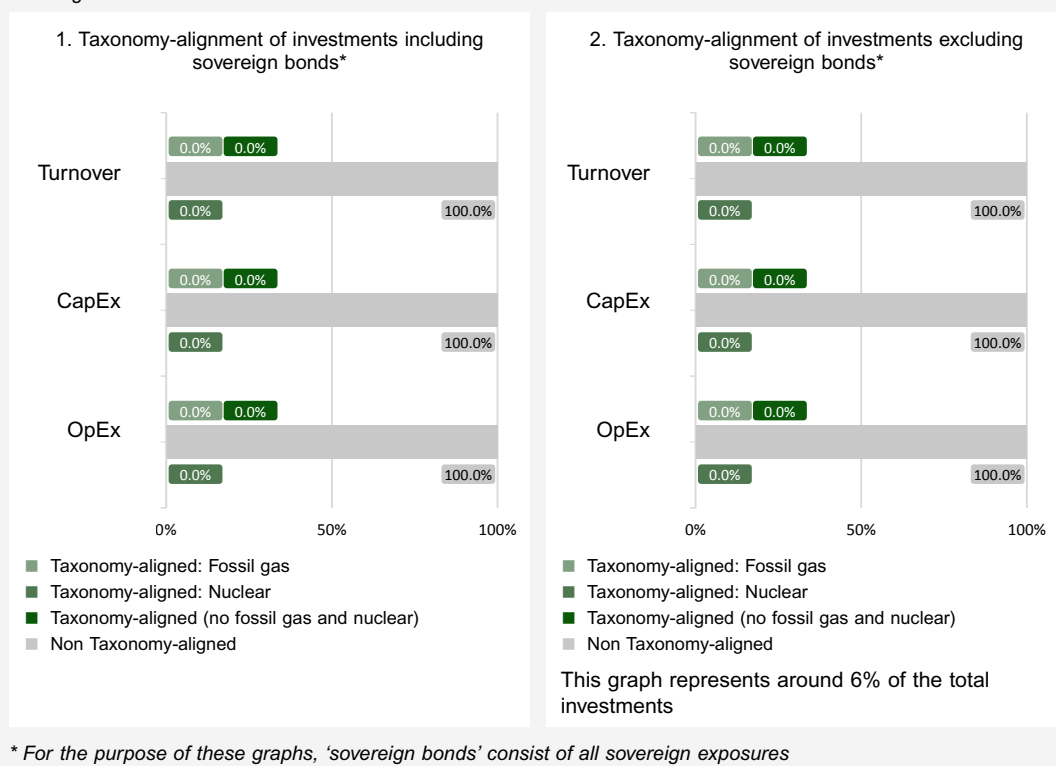 1. Taxonomy-alignment of investments including
sovereign bonds*
Turnover
0.0% 0.0%
0.0% 100.0%
CapEx
0.0% 0.0%
0.0% 100.0%
OpEx
0.0% 0.0%
0.0% 100.0%
0% 50% 100%
Taxonomy-aligned: Fossil gas
Taxonomy-aligned: Nuclear
Taxonomy-aligned (no fossil gas and nuclear)
Non Taxonomy-aligned
2. Taxonomy-alignment of investments excluding
sovereign bonds*
Turnover
0.0% 0.0%
0.0% 100.0%
CapEx
0.0% 0.0%
0.0% 100.0%
OpEx
0.0% 0.0%
0.0% 100.0%
0% 50% 100%
Taxonomy-aligned: Fossil gas
Taxonomy-aligned: Nuclear
Taxonomy-aligned (no fossil gas and nuclear)
Non Taxonomy-aligned
This graph represents around 6% of the total
investments
* For the purpose of these graphs, ‘sovereign bonds’ consist of all sovereign exposures